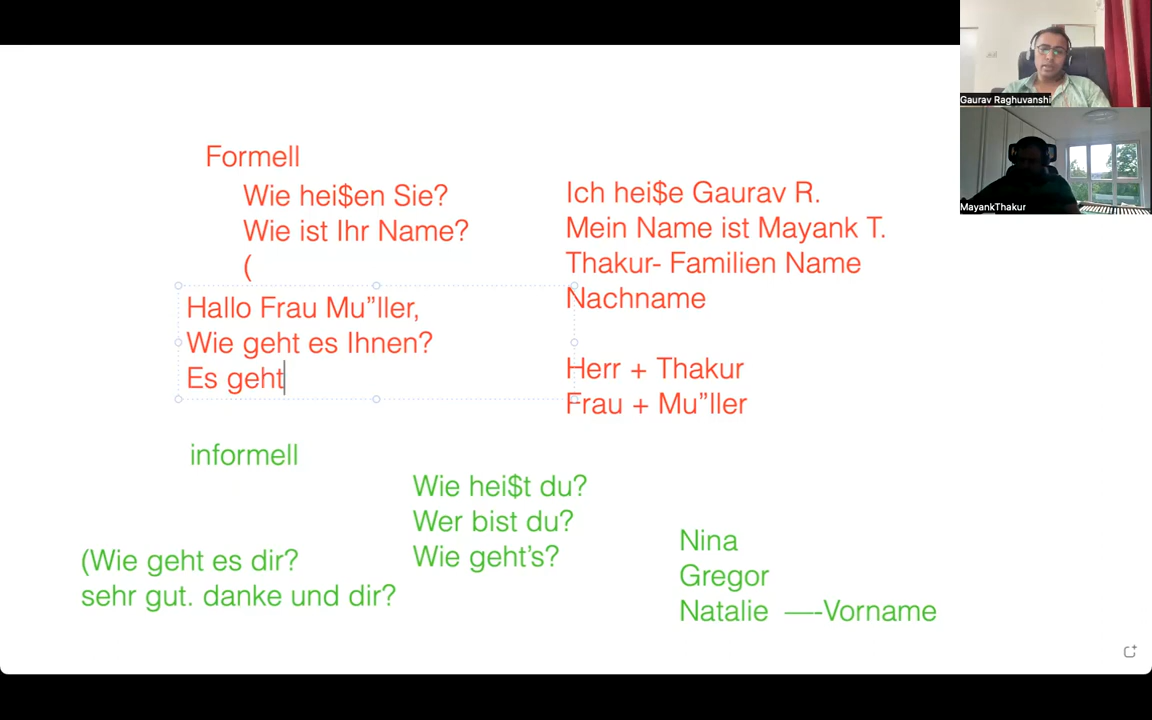 Formell
Wie hei$en Sie?
Wie ist Ihr Name?
(
Hallo Frau Mu”ller,
Wie geht es Ihnen?
Es geht
Ich hei$e Gaurav R.
Mein Name ist Mayank T.
Thakur- Familien Name
Nachname
Herr + Thakur
Frau + Mu”ller
informell
Wie hei$t du?
Wer bist du?
Wie geht’s?
(Wie geht es dir?
sehr gut. danke und dir?
Nina
Gregor
Natalie —-Vorname
Gaurav Raghuvanshi
MayankThakur